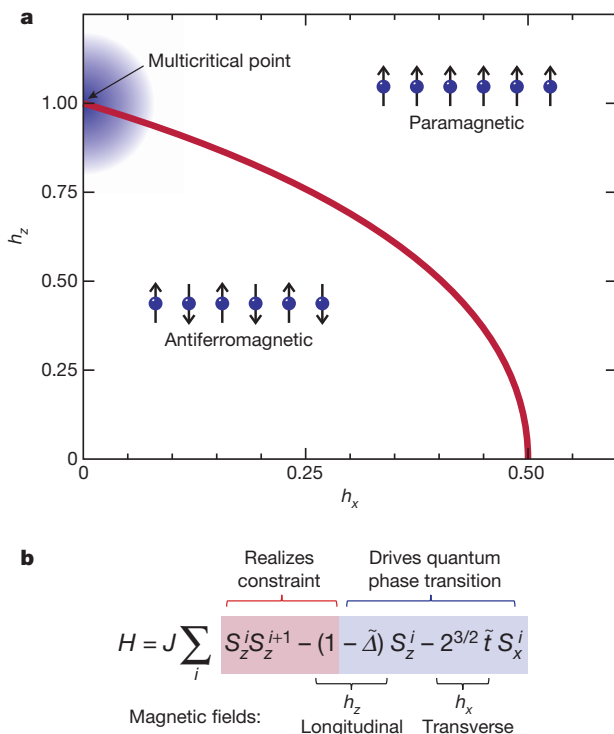 a
Multicritical point
Paramagnetic
1.00
0.75
h_z
0.50
Antiferromagnetic
0.25
0
0 0.25 0.50
h_x
b
Realizes constraint
Drives quantum phase transition
H = J ∑_i S_z^i S_z^{i+1} − (1 − Δ̃) S_z^i − 2^{3/2} t̃ S_x^i
h_z h_x
Magnetic fields: Longitudinal Transverse